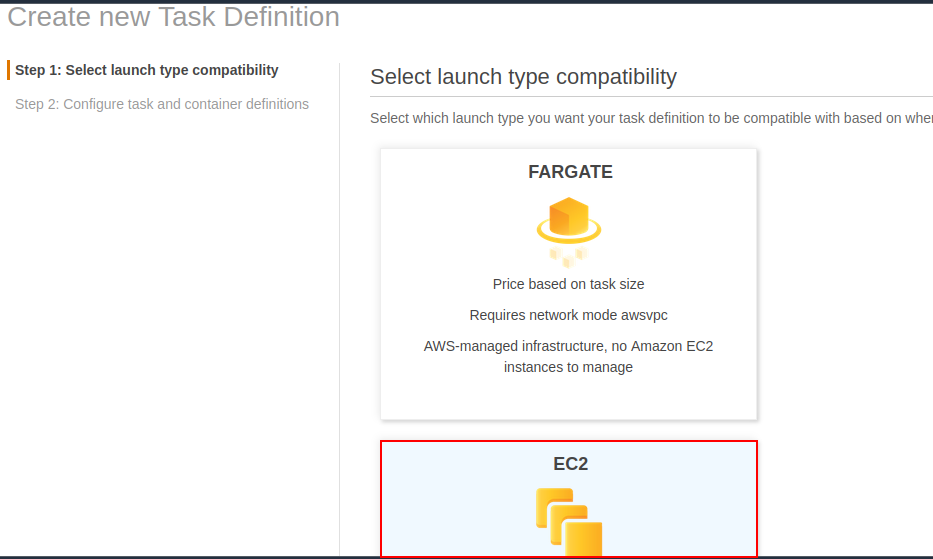 Create new Task Definition
Step 1: Select launch type compatibility
Step 2: Configure task and container definitions
Select launch type compatibility
Select which launch type you want your task definition to be compatible with based on
FARGATE
Price based on task size
Requires network mode awsvpc
AWS-managed infrastructure, no Amazon EC2
instances to manage
EC2